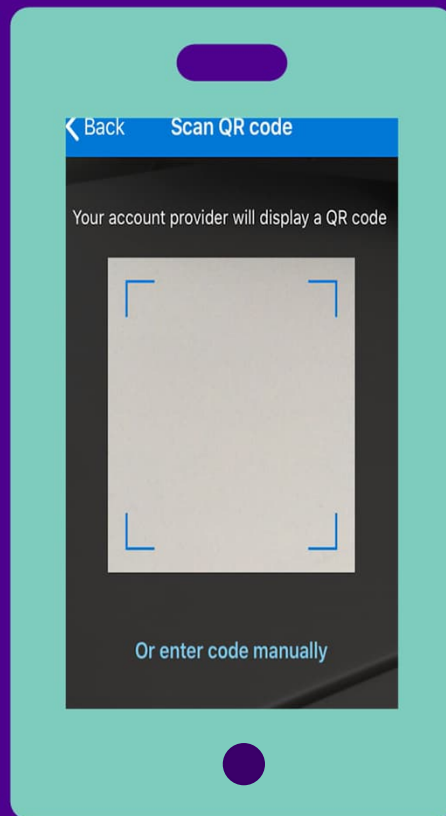 Back
Scan QR code
Your account provider will display a QR code
Or enter code manually